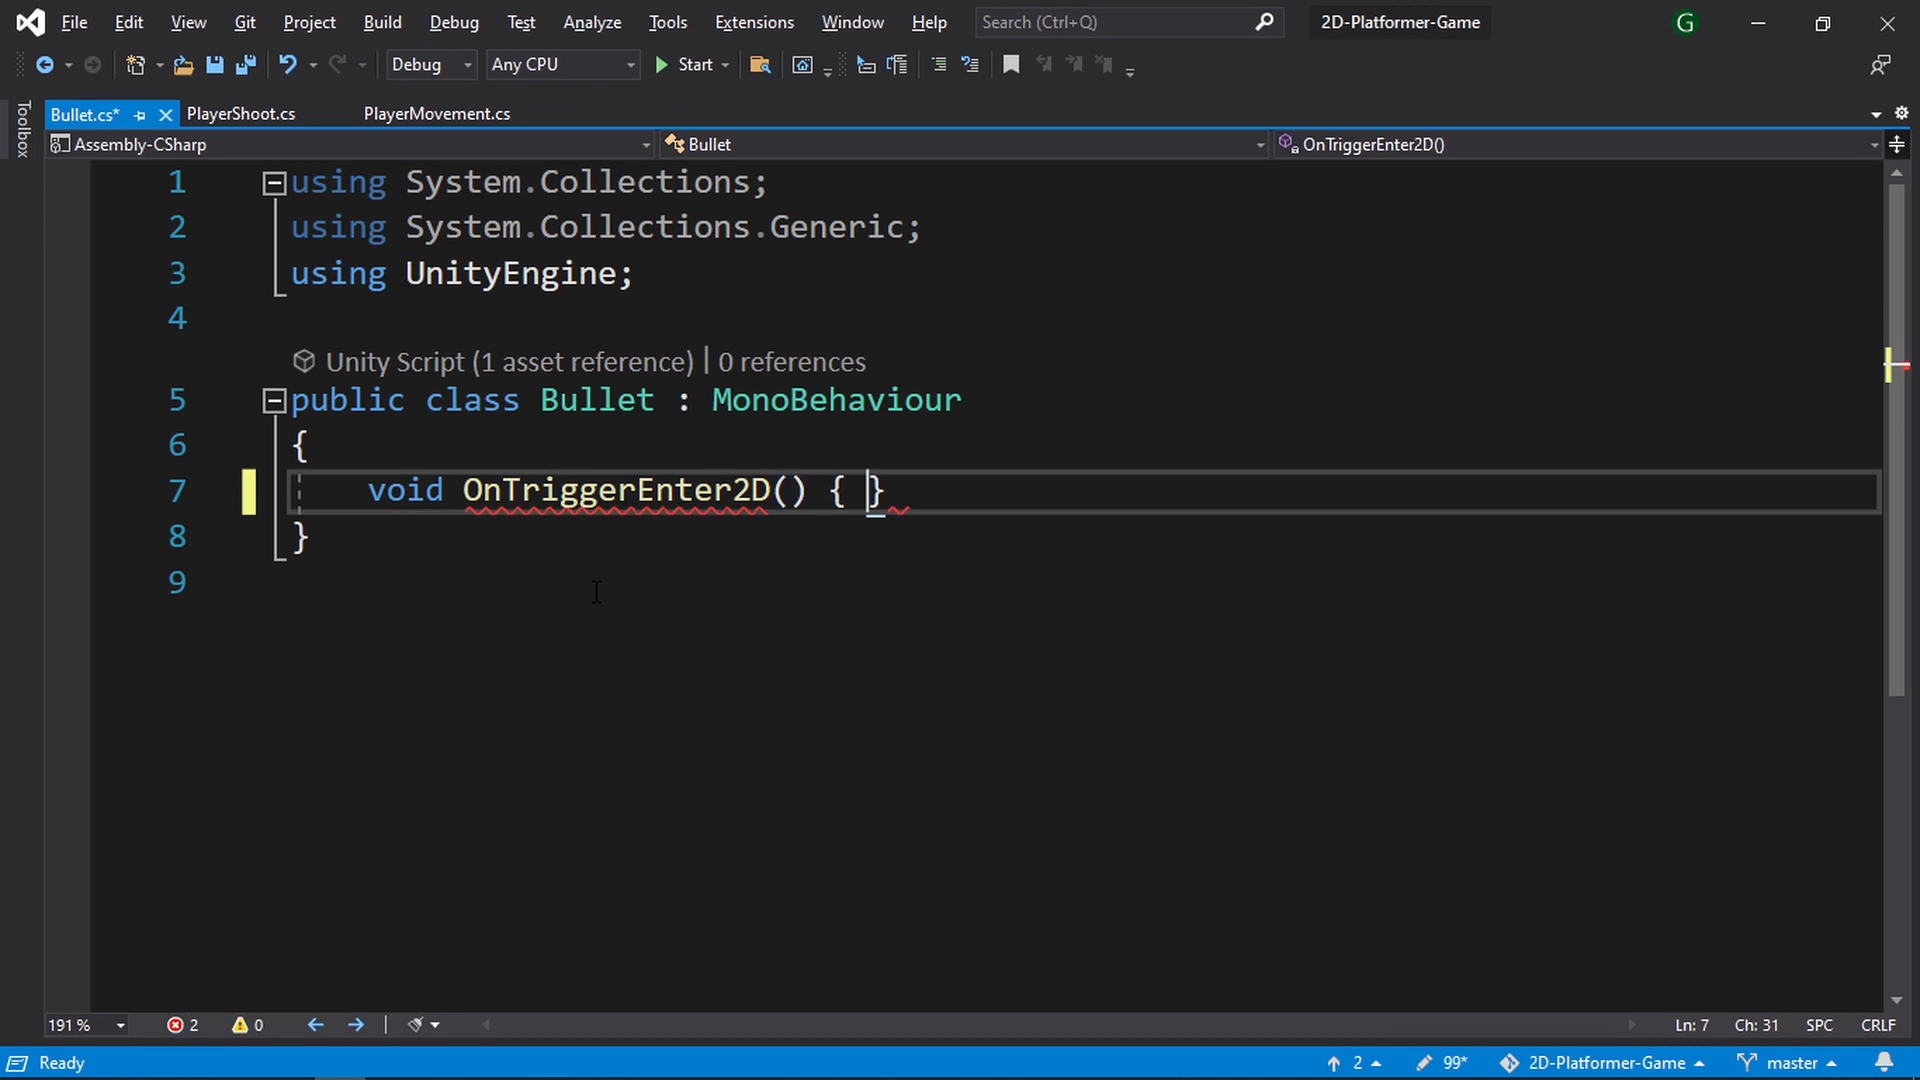 File Edit View Git Project Build Debug Test Analyze Tools Extensions Window Help Search (Ctrl+Q) 2D-Platformer-Game G
Debug Any CPU Start
Toolbox
Bullet.cs* PlayerShoot.cs PlayerMovement.cs
Assembly-CSharp Bullet OnTriggerEnter2D()
1 using System.Collections;
2 using System.Collections.Generic;
3 using UnityEngine;
4
Unity Script (1 asset reference) | 0 references
5 public class Bullet : MonoBehaviour
6 {
7 void OnTriggerEnter2D() { }
8 }
9
191 % 2 0 Ln: 7 Ch: 31 SPC CRLF
Ready 2 99* 2D-Platformer-Game master